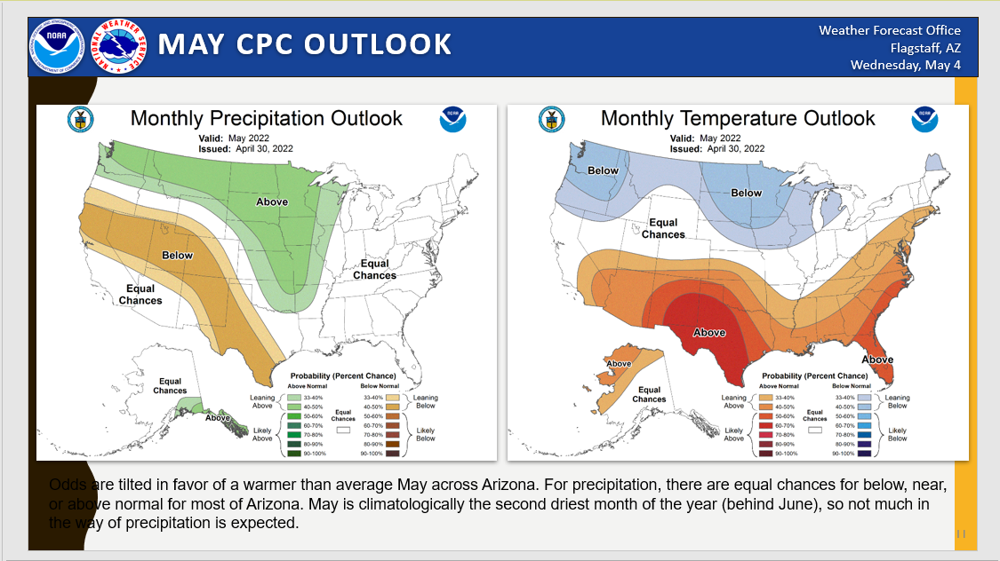 NOAA
NATIONAL WEATHER SERVICE
MAY CPC OUTLOOK
Weather Forecast Office
Flagstaff, AZ
Wednesday, May 4
Monthly Precipitation Outlook
NOAA
Valid: May 2022
Issued: April 30, 2022
Above
Below
Equal
Chances
Equal
Chances
Equal
Chances
Above
Probability (Percent Chance)
Above Normal
Below Normal
Leaning
Above
33-40%
40-50%
Equal
Chances
33-40%
40-50%
Leaning
Below
Likely
Above
50-60%
60-70%
70-80%
80-90%
90-100%
50-60%
60-70%
70-80%
80-90%
90-100%
Likely
Below
Monthly Temperature Outlook
NOAA
Valid: May 2022
Issued: April 30, 2022
Below
Below
Equal
Chances
Above
Above
Above
Equal
Chances
Probability (Percent Chance)
Above Normal
Below Normal
Leaning
Above
33-40%
40-50%
Equal
Chances
33-40%
40-50%
Leaning
Below
Likely
Above
50-60%
60-70%
70-80%
80-90%
90-100%
50-60%
60-70%
70-80%
80-90%
90-100%
Likely
Below
Odds are tilted in favor of a warmer than average May across Arizona. For precipitation, there are equal chances for below, near,
or above normal for most of Arizona. May is climatologically the second driest month of the year (behind June), so not much in
the way of precipitation is expected.
11